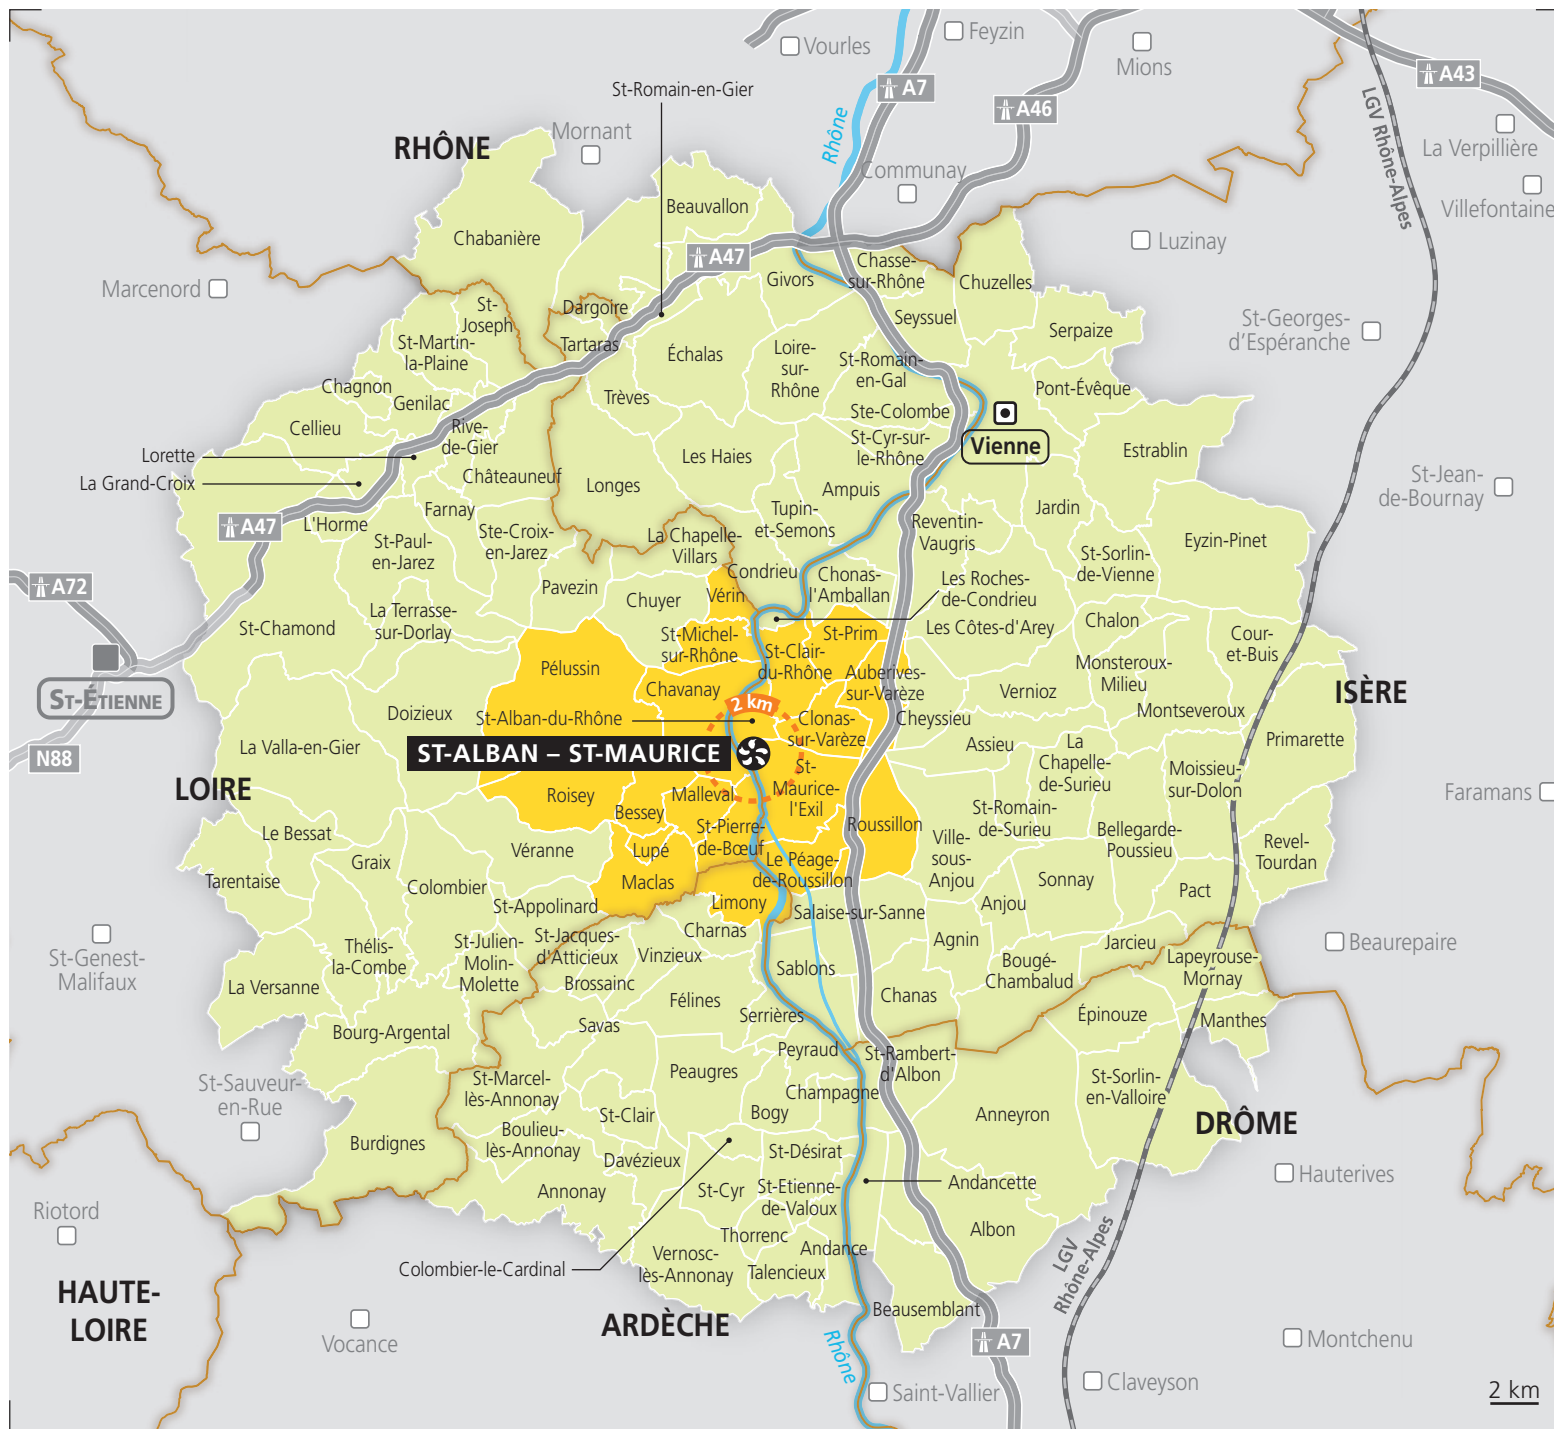 Vourles
Feyzin
Mions
A43
A7
A46
St-Romain-en-Gier
LGV Rhône-Alpes
Rhône
Mornant
RHÔNE
La Verpillière
Communay
Villefontaine
Beauvallon
Chabanière
Luzinay
A47
Chasse-
sur-Rhône
Givors
Chuzelles
Marcenord
St-
Joseph
Dargoire
Seyssuel
St-Georges-
d'Espéranche
Serpaize
St-Martin-
la-Plaine
Tartaras
Échalas
Loire-
sur-
Rhône
St-Romain-
en-Gal
Chagnon
Pont-Évêque
Genilac
Trèves
Ste-Colombe
Cellieu
Rive-
de-Gier
St-Cyr-sur-
le-Rhône
Vienne
Estrablin
Lorette
Les Haies
La Grand-Croix
Châteauneuf
Longes
Ampuis
St-Jean-
de-Bournay
Farnay
Tupin-
et-Semons
Jardin
A47
L'Horme
Reventin-
Vaugris
Ste-Croix-
en-Jarez
St-Paul-
en-Jarez
La Chapelle-
Villars
Eyzin-Pinet
St-Sorlin-
de-Vienne
Condrieu
Chonas-
l'Amballan
Les Roches-
de-Condrieu
A72
Pavezin
Chuyer
Vérin
La Terrasse-
sur-Dorlay
St-Chamond
Les Côtes-d'Arey
Chalon
St-Michel-
sur-Rhône
St-Prim
Cour-
et-Buis
St-Clair-
du-Rhône
Pélussin
Auberives-
sur-Varèze
Monsteroux-
Milieu
ST-ÉTIENNE
Chavanay
Vernioz
ISÈRE
2 km
Doizieux
St-Alban-du-Rhône
Clonas-
sur-Varèze
Cheyssieu
Montseveroux
La Valla-en-Gier
ST-ALBAN – ST-MAURICE
Assieu
La
Chapelle-
de-Surieu
Primarette
N88
LOIRE
St-
Maurice-
l'Exil
Moissieu-
sur-Dolon
Roisey
Malleval
Faramans
Bessey
St-Romain-
de-Surieu
Le Bessat
St-Pierre-
de-Bœuf
Roussillon
Ville-
sous-
Anjou
Bellegarde-
Poussieu
Revel-
Tourdan
Graix
Véranne
Lupé
Le Péage-
de-Roussillon
Tarentaise
Colombier
Maclas
Sonnay
Pact
St-Appolinard
Limony
Salaise-sur-Sanne
Anjou
St-Genest-
Malifaux
Thélis-
la-Combe
St-Julien-
Molin-
Molette
St-Jacques-
d'Atticieux
Charnas
Vinzieux
Agnin
Jarcieu
Beaurepaire
Sablons
Bougé-
Chambalud
Lapeyrouse-
Mornay
La Versanne
Brossainc
Félines
Chanas
Bourg-Argental
Savas
Serrières
Épinouze
Manthes
Peyraud
St-Rambert-
d'Albon
St-Sauveur-
en-Rue
St-Marcel-
lès-Annonay
Peaugres
Champagne
St-Sorlin-
en-Valloire
St-Clair
Bogy
Anneyron
DRÔME
Burdignes
Boulieu-
lès-Annonay
St-Désirat
Davézieux
Hauterives
Annonay
St-Cyr
St-Etienne-
de-Valoux
Andancette
Riotord
Thorrenc
Albon
Andance
LGV
Rhône-Alpes
Vernosc-
lès-Annonay
Colombier-le-Cardinal
Talencieux
HAUTE-
LOIRE
Beausemblant
ARDÈCHE
Vocance
Rhône
A7
Montchenu
Saint-Vallier
Claveyson
2 km